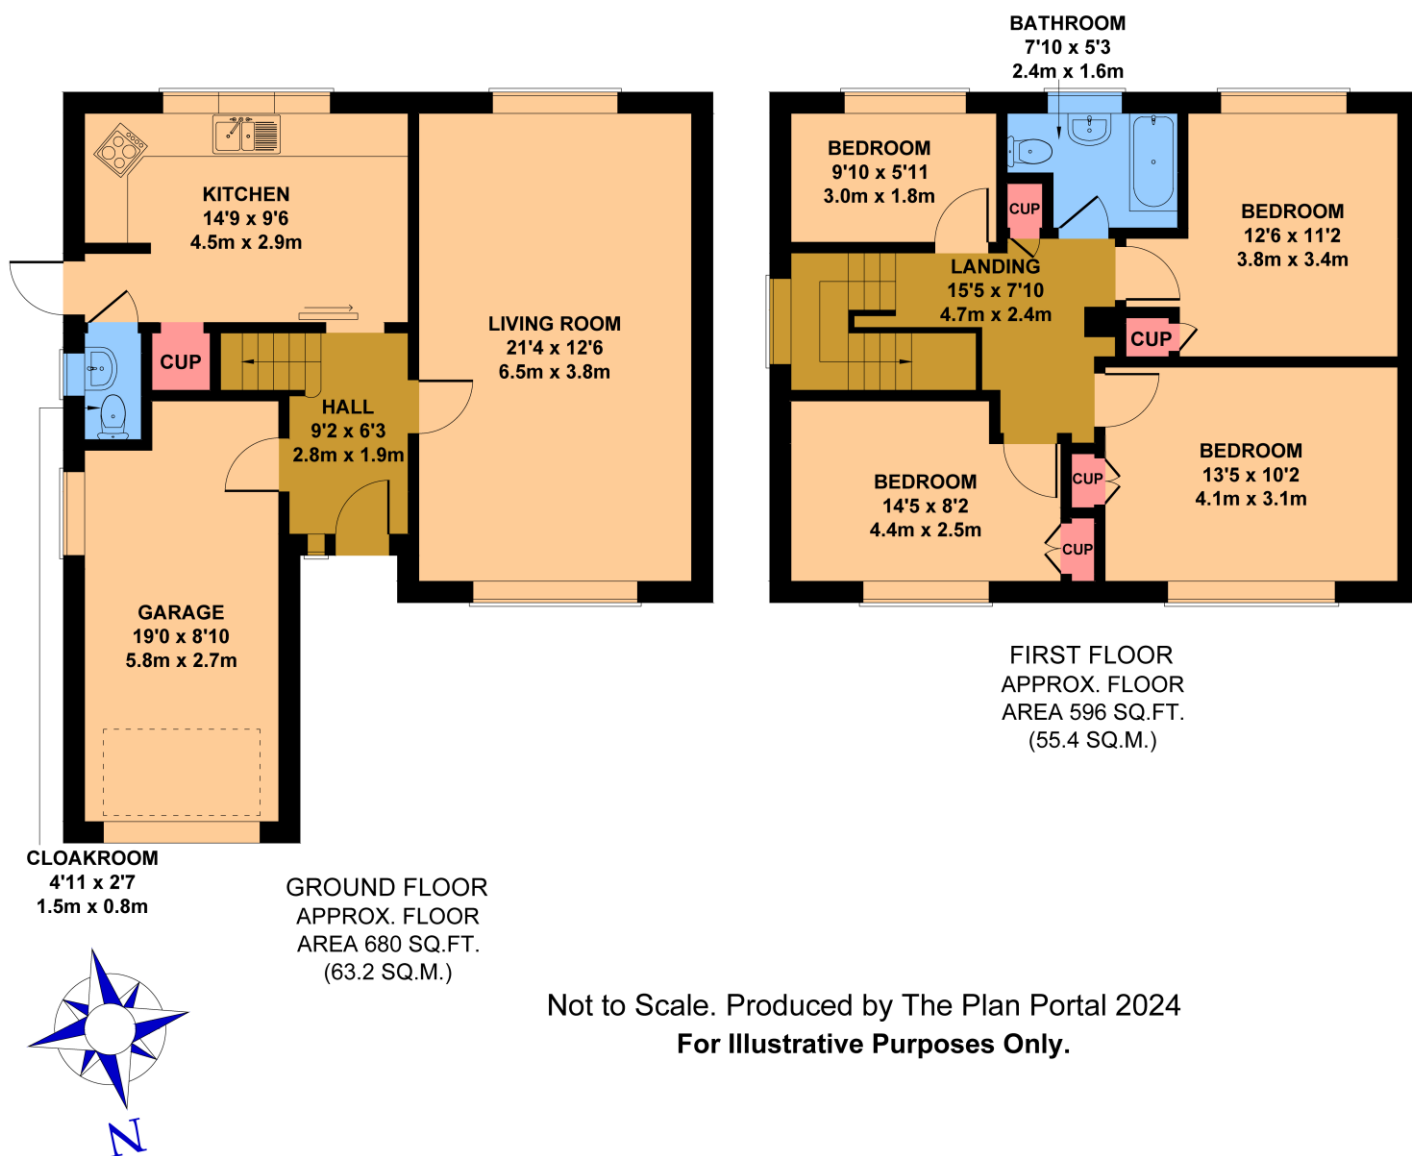 BATHROOM
7'10 x 5'3
2.4m x 1.6m
KITCHEN
14'9 x 9'6
4.5m x 2.9m
LIVING ROOM
21'4 x 12'6
6.5m x 3.8m
CUP
HALL
9'2 x 6'3
2.8m x 1.9m
GARAGE
19'0 x 8'10
5.8m x 2.7m
CLOAKROOM
4'11 x 2'7
1.5m x 0.8m
GROUND FLOOR
APPROX. FLOOR
AREA 680 SQ.FT.
(63.2 SQ.M.)
BEDROOM
9'10 x 5'11
3.0m x 1.8m
CUP
BEDROOM
12'6 x 11'2
3.8m x 3.4m
LANDING
15'5 x 7'10
4.7m x 2.4m
CUP
BEDROOM
14'5 x 8'2
4.4m x 2.5m
CUP
CUP
BEDROOM
13'5 x 10'2
4.1m x 3.1m
FIRST FLOOR
APPROX. FLOOR
AREA 596 SQ.FT.
(55.4 SQ.M.)
Not to Scale. Produced by The Plan Portal 2024
For Illustrative Purposes Only.
N